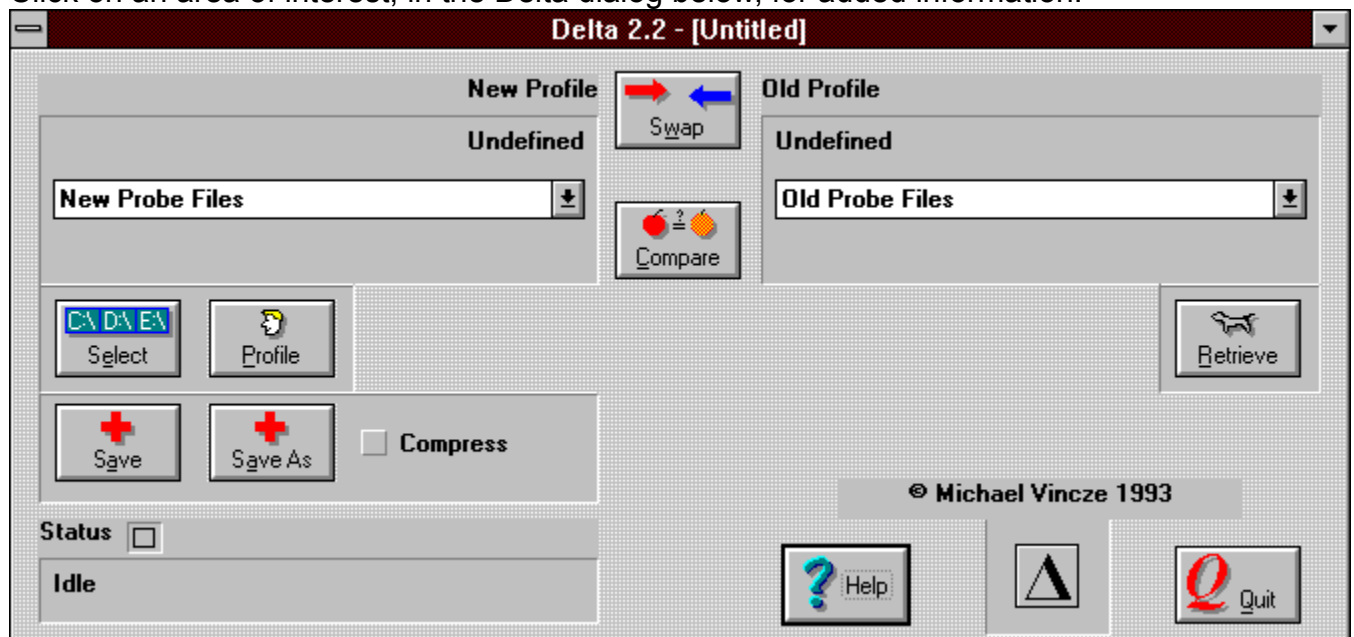 Click on an area of interest, in the Delta dialog below, for added information.
Delta 2.2 - [Untitled]
New Profile
Swap
Old Profile
Undefined
Undefined
New Probe Files
Old Probe Files
?
=
Compare
C:\ D:\ E:\
Select
Profile
Retrieve
Save
Save As
Compress
© Michael Vincze 1993
Status
Idle
? Help
Δ
Q Quit